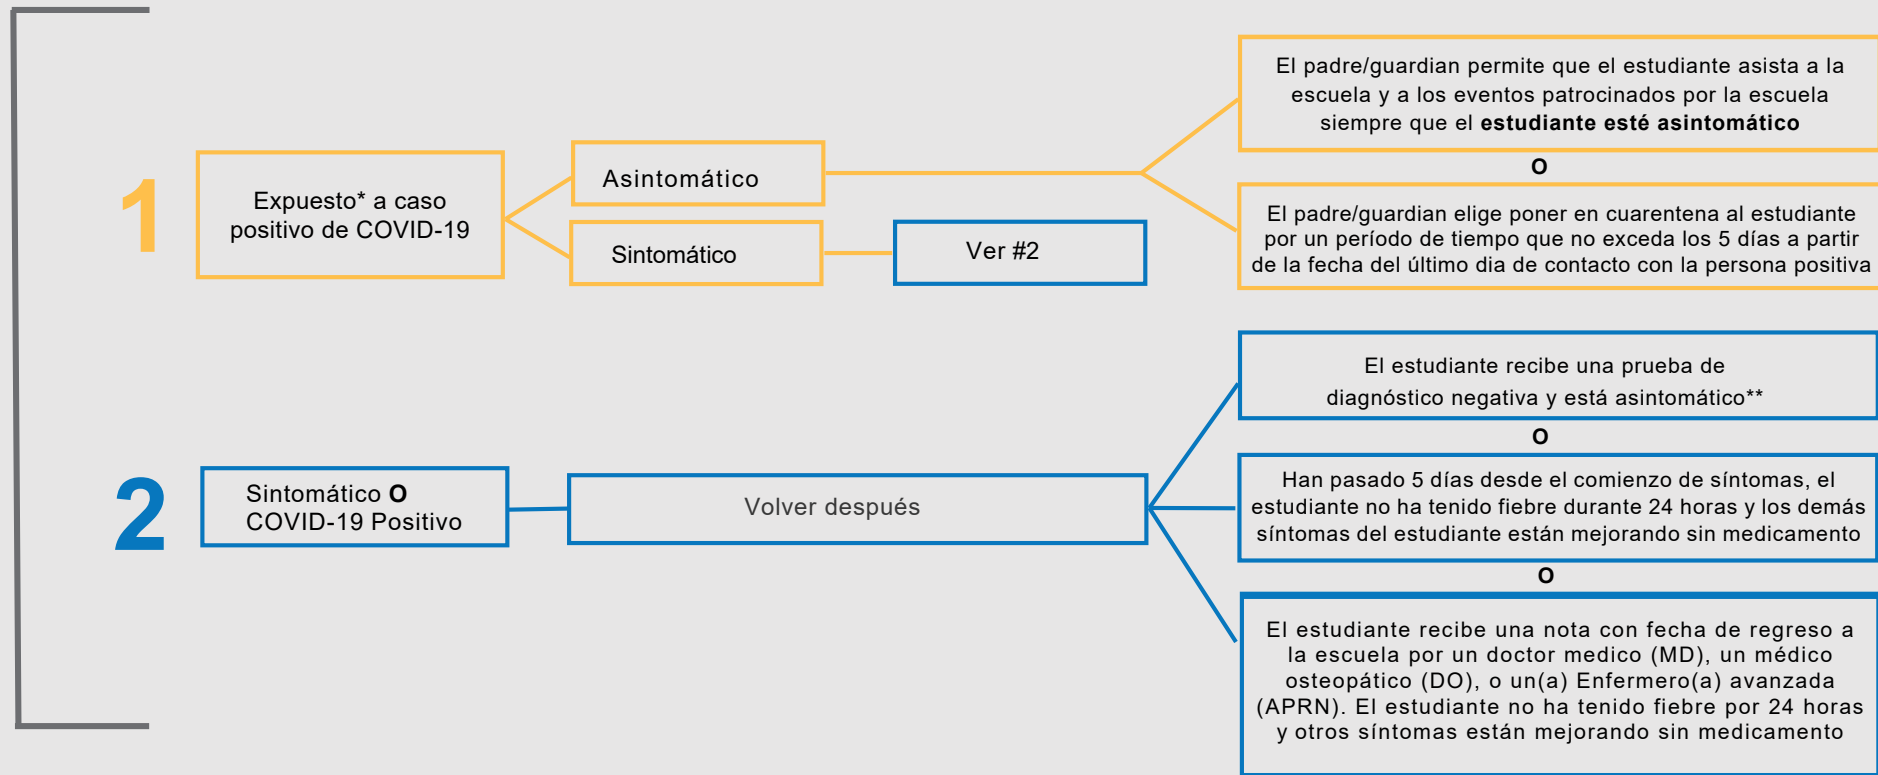 1
Expuesto* a caso
positivo de COVID-19
Asintomático
Sintomático
Ver #2
El padre/guardian permite que el estudiante asista a la
escuela y a los eventos patrocinados por la escuela
siempre que el estudiante esté asintomático
O
El padre/guardian elige poner en cuarentena al estudiante
por un período de tiempo que no exceda los 5 días a partir
de la fecha del último dia de contacto con la persona positiva
2
Sintomático O
COVID-19 Positivo
Volver después
El estudiante recibe una prueba de
diagnóstico negativa y está asintomático**
O
Han pasado 5 días desde el comienzo de síntomas, el
estudiante no ha tenido fiebre durante 24 horas y los demás
síntomas del estudiante están mejorando sin medicamento
O
El estudiante recibe una nota con fecha de regreso a
la escuela por un doctor medico (MD), un médico
osteopático (DO), o un(a) Enfermero(a) avanzada
(APRN). El estudiante no ha tenido fiebre por 24 horas
y otros síntomas están mejorando sin medicamento